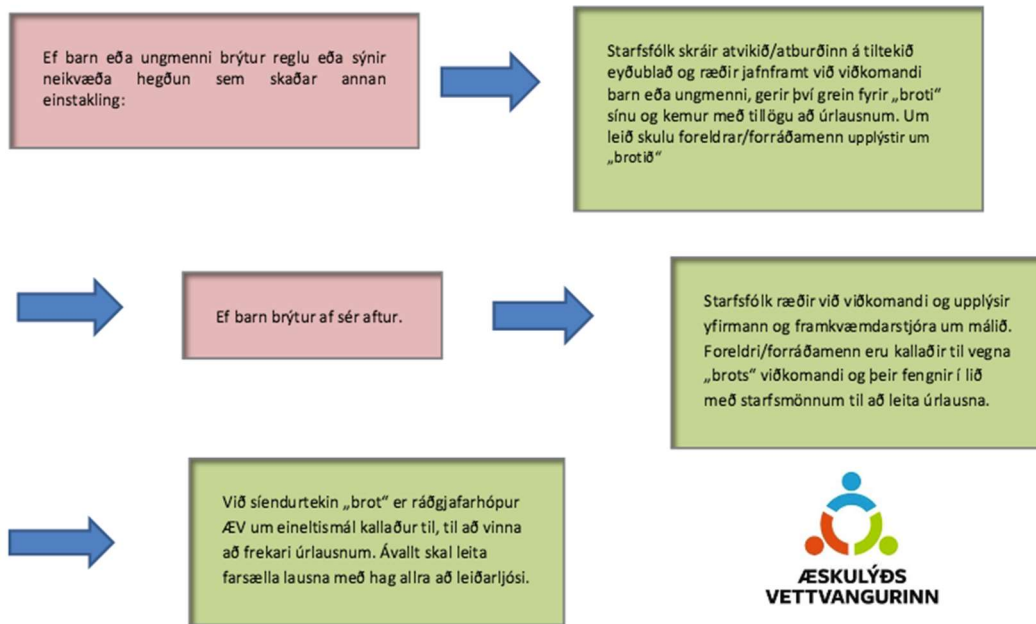 Ef barn eða ungmenni brýtur reglu eða sýnir
neikvæða hegðun sem skaðar annan
einstakling:
Starfsfólk skráir atvikið/atburðinn á tiltekið
eyðublað og ræðir jafnframt við viðkomandi
barn eða ungmenni, gerir því grein fyrir „broti“
sínu og kemur með tillögu að úrlausnum. Um
leið skulu foreldrar/forráðamenn upplýstir um
„brotið“
Ef barn brýtur af sér aftur.
Starfsfólk ræðir við viðkomandi og upplýsir
yfirmann og framkvæmdarstjóra um málið.
Foreldri/forráðamenn eru kallaðir til vegna
„brots“ viðkomandi og þeir fengnir í lið
með starfsmönnum til að leita úrlausna.
Við síendurtekin „brot“ er ráðgjafarhópur
ÆV um eineltismál kallaður til, til að vinna
að frekari úrlausnum. Ávallt skal leita
farsælla lausna með hag allra að leiðarljósi.
ÆSKULÝÐS
VETTVANGURINN